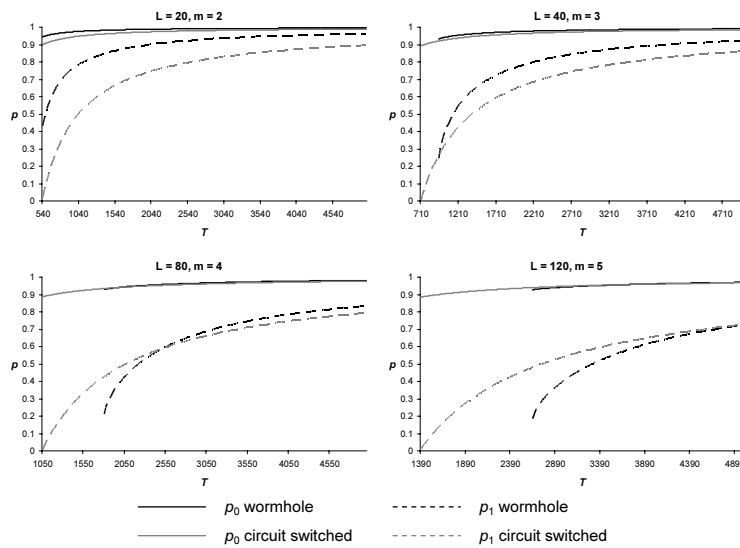 L = 20, m = 2
1
0.9
0.8
0.7
0.6
p 0.5
0.4
0.3
0.2
0.1
0
540 1040 1540 2040 2540 3040 3540 4040 4540
T
L = 40, m = 3
1
0.9
0.8
0.7
0.6
p 0.5
0.4
0.3
0.2
0.1
0
710 1210 1710 2210 2710 3210 3710 4210 4710
T
L = 80, m = 4
1
0.9
0.8
0.7
p 0.6
0.5
0.4
0.3
0.2
0.1
0
1050 1550 2050 2550 3050 3550 4050 4550
T
L = 120, m = 5
1
0.9
0.8
0.7
p 0.6
0.5
0.4
0.3
0.2
0.1
0
1390 1890 2390 2890 3390 3890 4390 4890
T
p0 wormhole p1 wormhole
p0 circuit switched p1 circuit switched